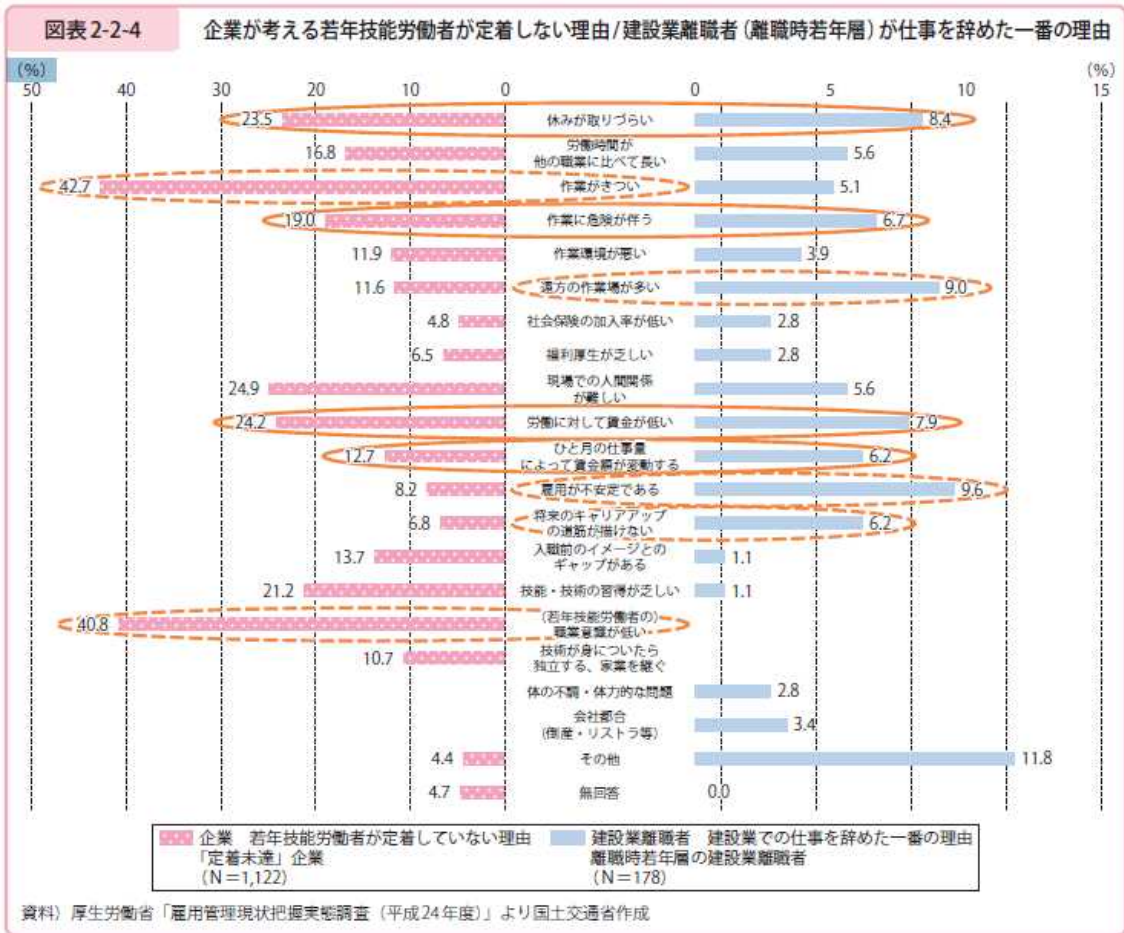 図表2-2-4 企業が考える若年技能労働者が定着しない理由/建設業離職者（離職時若年層）が仕事を辞めた一番の理由
(%) (%)
50 40 30 20 10 0 0 5 10 15
23.5 休みが取りづらい 8.4
労働時間が
16.8 他の職業に比べて長い 5.6
42.7 作業がきつい 5.1
19.0 作業に危険が伴う 6.7
11.9 作業環境が悪い 3.9
11.6 遠方の作業場が多い 9.0
4.8 社会保険の加入率が低い 2.8
6.5 福利厚生が乏しい 2.8
現場での人間関係
24.9 が難しい 5.6
24.2 労働に対して賃金が低い 7.9
ひと月の仕事量
12.7 によって賃金額が変動する 6.2
8.2 雇用が不安定である 9.6
将来のキャリアアップ
6.8 の道筋が描けない 6.2
入職前のイメージとの
13.7 ギャップがある 1.1
21.2 技能・技術の習得が乏しい 1.1
（若年技能労働者の）
40.8 職業意識が低い
技術が身についたら
10.7 独立する、家業を継ぐ
体の不調・体力的な問題 2.8
会社都合
（倒産・リストラ等） 3.4
4.4 その他 11.8
4.7 無回答 0.0
企業 若年技能労働者が定着していない理由
「定着未達」企業
（N＝1,122）
建設業離職者 建設業での仕事を辞めた一番の理由
離職時若年層の建設業離職者
（N＝178）
資料）厚生労働省「雇用管理現状把握実態調査（平成24年度）」より国土交通省作成